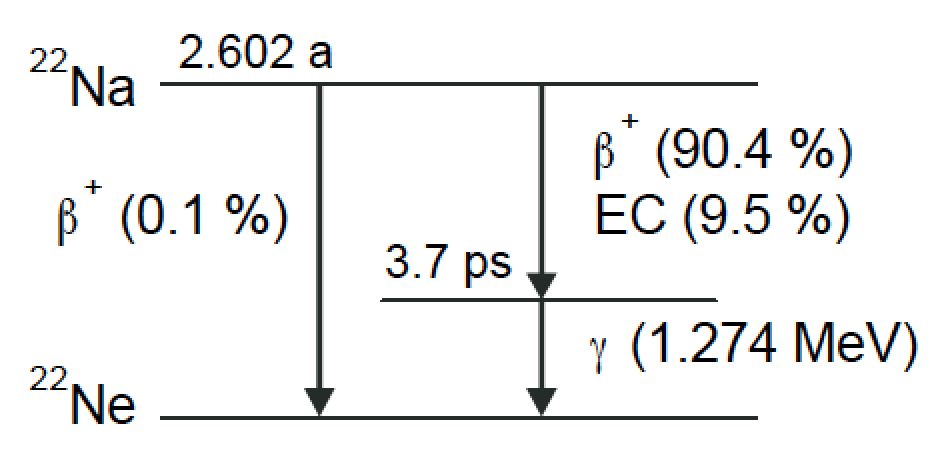 2.602 a
²²Na
β⁺ (90.4 %)
β⁺ (0.1 %)
EC (9.5 %)
3.7 ps
γ (1.274 MeV)
²²Ne